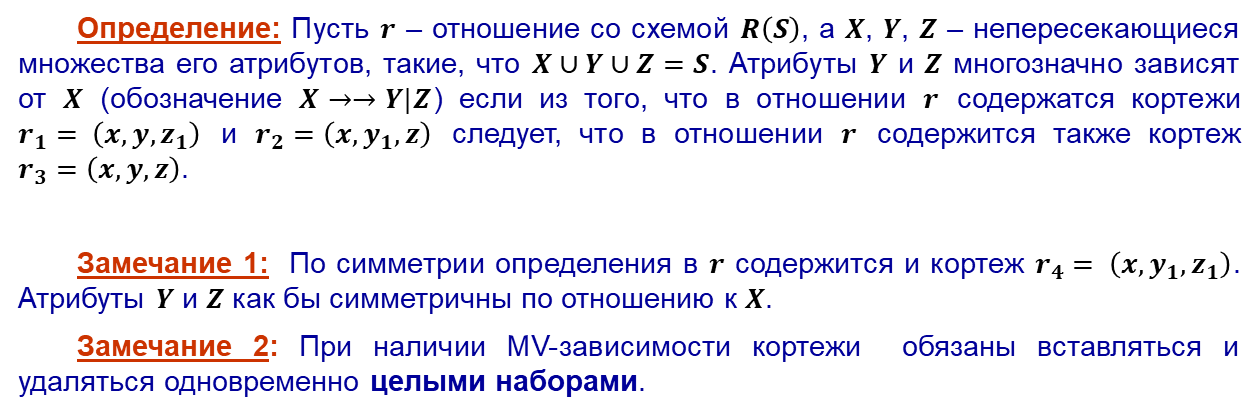 Определение: Пусть r – отношение со схемой R(S), а X, Y, Z – непересекающиеся
множества его атрибутов, такие, что X ∪ Y ∪ Z = S. Атрибуты Y и Z многозначно зависят
от X (обозначение X →→ Y|Z) если из того, что в отношении r содержатся кортежи
r₁ = (x, y, z₁) и r₂ = (x, y₁, z) следует, что в отношении r содержится также кортеж
r₃ = (x, y, z).
Замечание 1: По симметрии определения в r содержится и кортеж r₄ = (x, y₁, z₁).
Атрибуты Y и Z как бы симметричны по отношению к X.
Замечание 2: При наличии MV-зависимости кортежи обязаны вставляться и
удаляться одновременно целыми наборами.